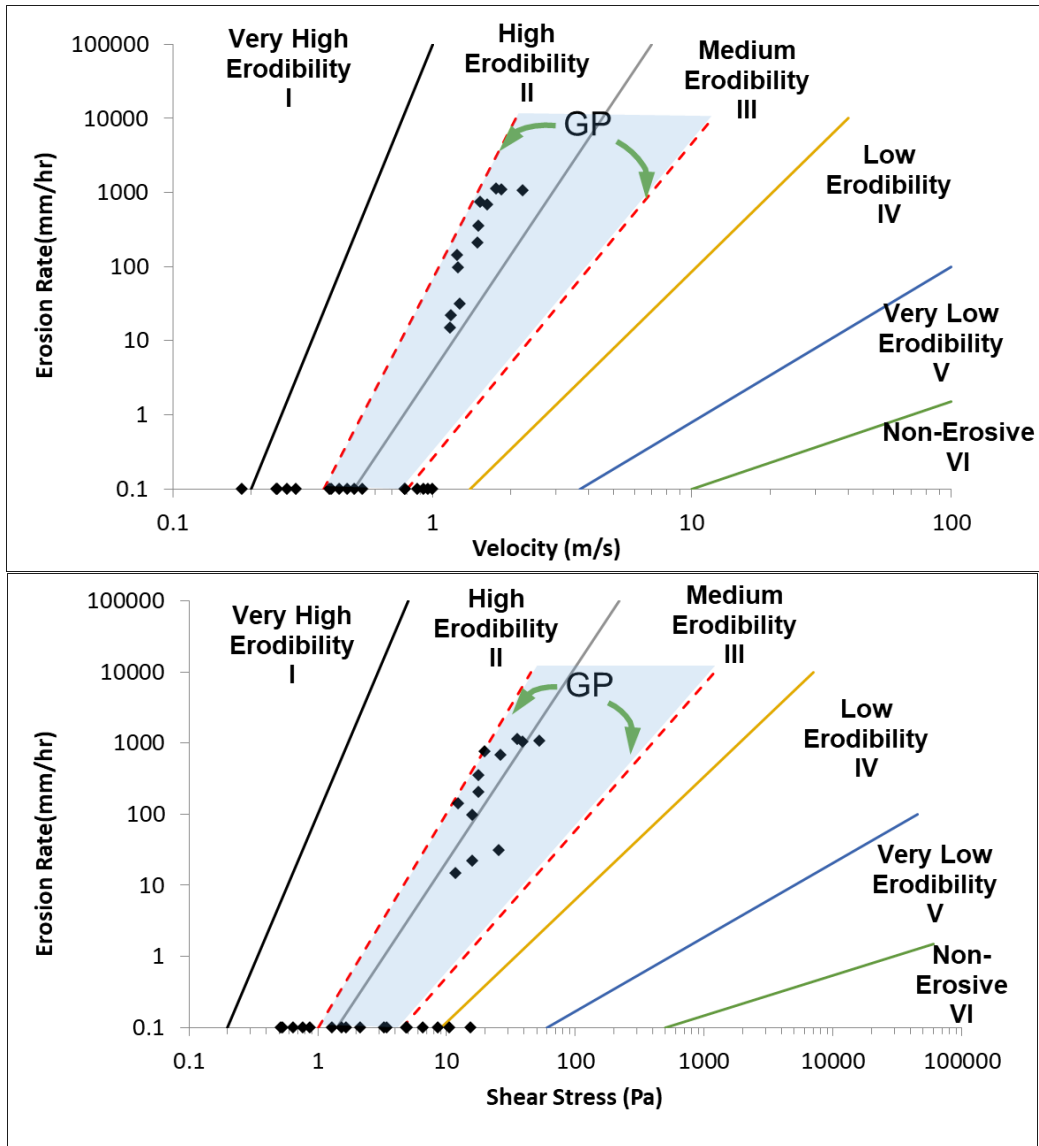 100000
10000
1000
100
10
1
0.1
Erosion Rate(mm/hr)
Very High
Erodibility
I
High
Erodibility
II
Medium
Erodibility
III
GP
Low
Erodibility
IV
Very Low
Erodibility
V
Non-Erosive
VI
0.1 1 10 100
Velocity (m/s)
100000
10000
1000
100
10
1
0.1
Erosion Rate(mm/hr)
Very High
Erodibility
I
High
Erodibility
II
Medium
Erodibility
III
GP
Low
Erodibility
IV
Very Low
Erodibility
V
Non-
Erosive
VI
0.1 1 10 100 1000 10000 100000
Shear Stress (Pa)